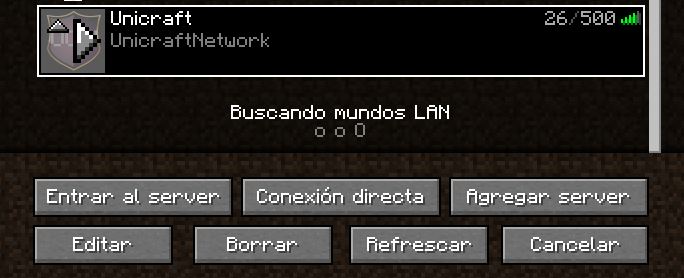 Unicraft 26/500
UnicraftNetwork
Buscando mundos LAN
o o O
Entrar al server Conexión directa Agregar server
Editar Borrar Refrescar Cancelar